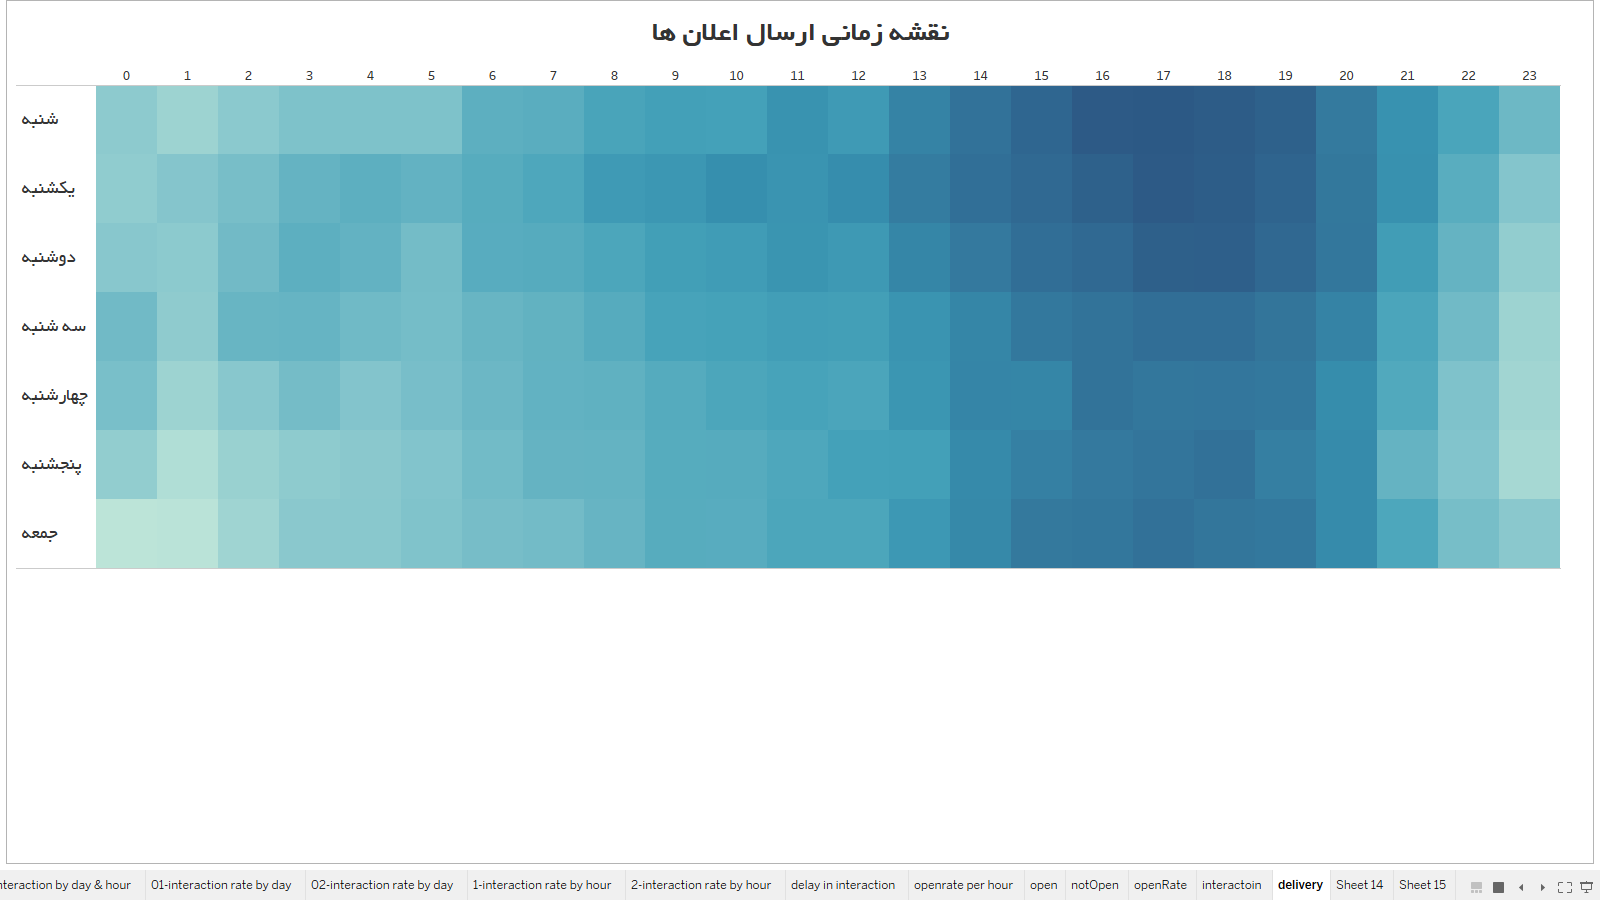 نقشه زمانی ارسال اعلان ها
0 1 2 3 4 5 6 7 8 9 10 11 12 13 14 15 16 17 18 19 20 21 22 23
شنبه
یکشنبه
دوشنبه
سه شنبه
چهارشنبه
پنجشنبه
جمعه
nteraction by day & hour 01-interaction rate by day 02-interaction rate by day 1-interaction rate by hour 2-interaction rate by hour delay in interaction openrate per hour open notOpen openRate interactoin delivery Sheet 14 Sheet 15